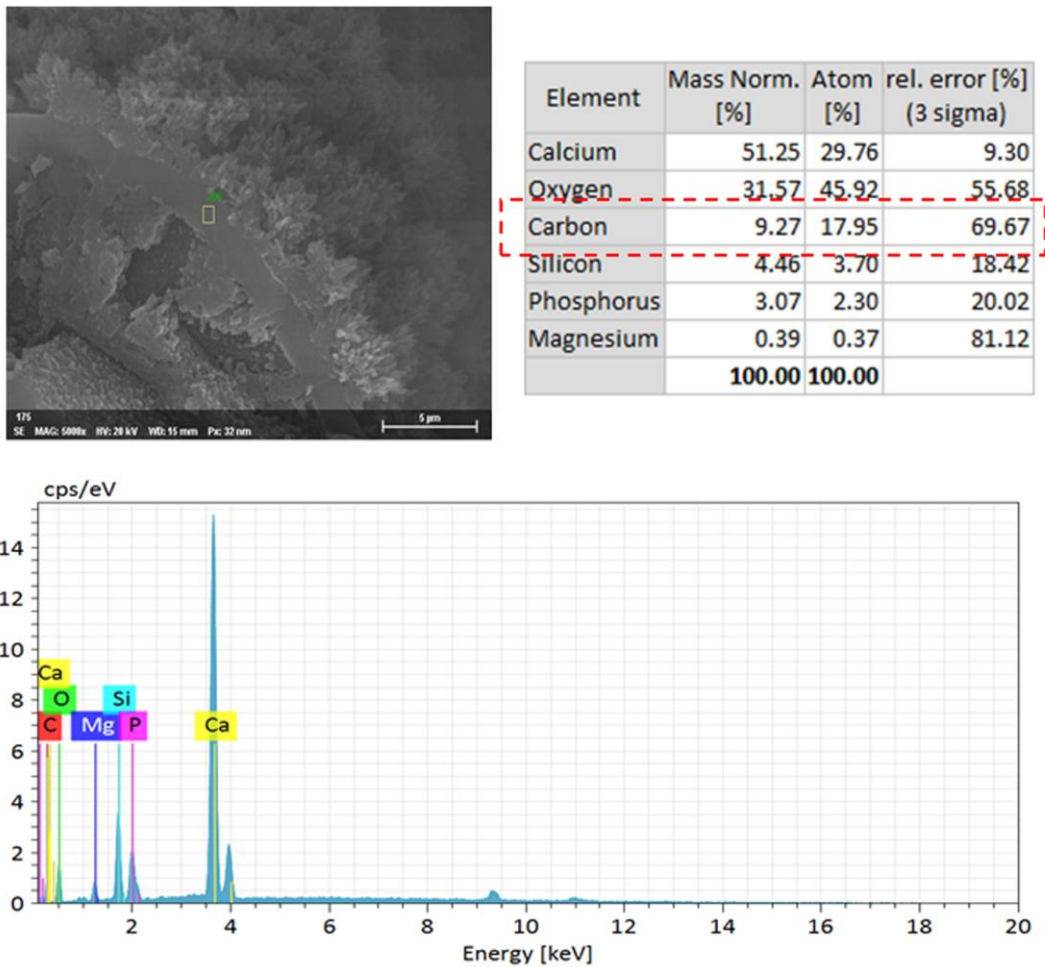 175
SE MAG: 5000x HV: 20 kV WD: 15 mm Px: 32 nm
5 µm
Element Mass Norm. [%] Atom [%] rel. error [%] (3 sigma)
Calcium 51.25 29.76 9.30
Oxygen 31.57 45.92 55.68
Carbon 9.27 17.95 69.67
Silicon 4.46 3.70 18.42
Phosphorus 3.07 2.30 20.02
Magnesium 0.39 0.37 81.12
100.00 100.00
cps/eV
14
12
10
8
6
4
2
0
Ca
O Si
C Mg P Ca
2 4 6 8 10 12 14 16 18 20
Energy [keV]